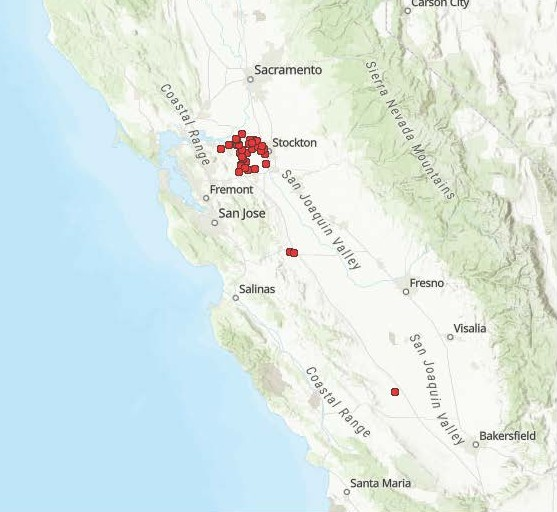 Carson City
Sacramento
Sierra Nevada Mountains
Coastal Range
Stockton
San Joaquin Valley
Fremont
San Jose
Fresno
Salinas
Visalia
San Joaquin Valley
Coastal Range
Bakersfield
Santa Maria